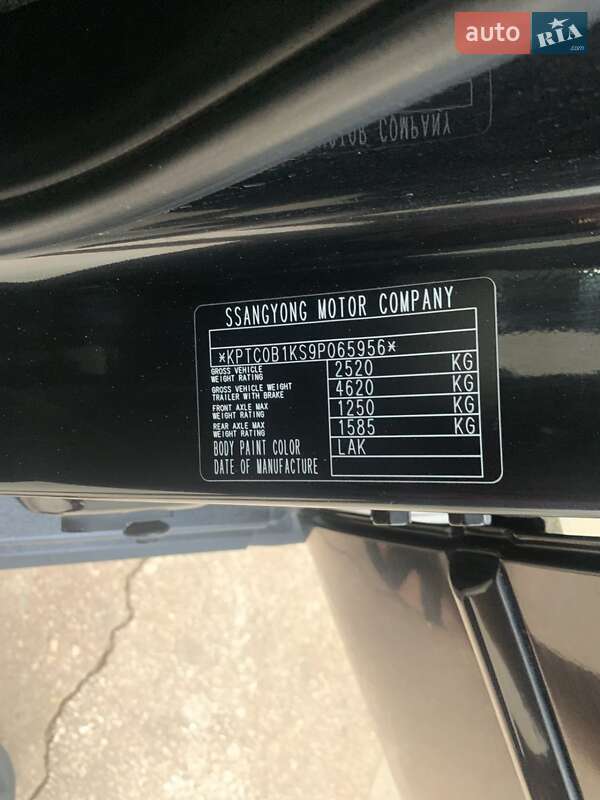 auto RIA.com
MOTOR COMPANY
SSANGYONG MOTOR COMPANY
*KPTC0B1KS9P065956*
GROSS VEHICLE WEIGHT RATING 2520 KG
GROSS VEHICLE WEIGHT TRAILER WITH BRAKE 4620 KG
FRONT AXLE MAX WEIGHT RATING 1250 KG
REAR AXLE MAX WEIGHT RATING 1585 KG
BODY PAINT COLOR LAK
DATE OF MANUFACTURE